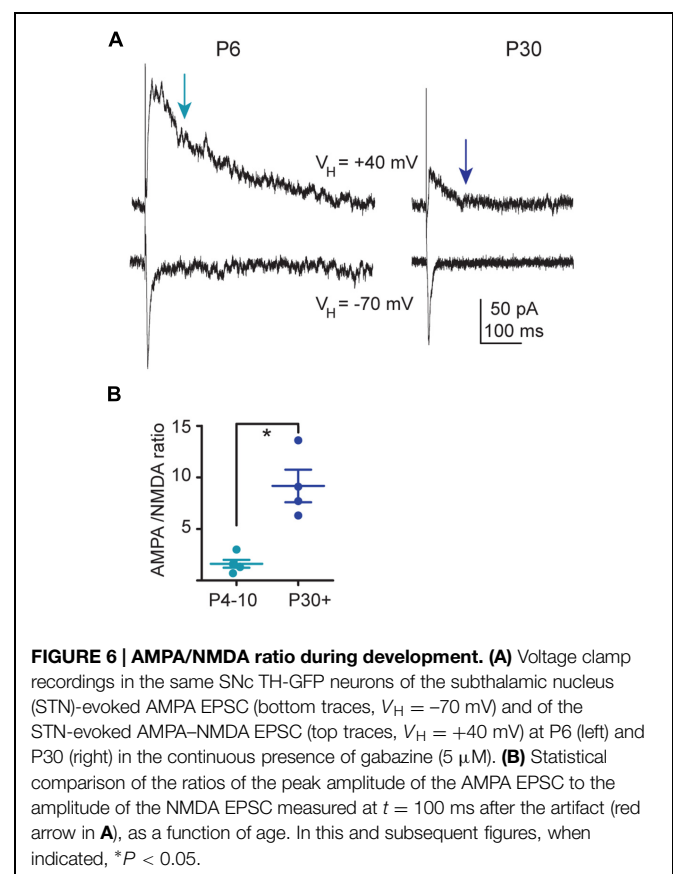 A
P6
P30
VH = +40 mV
VH = -70 mV
50 pA
100 ms
B
15
10
5
AMPA /NMDA ratio
*
P4-10
P30+
FIGURE 6 | AMPA/NMDA ratio during development. (A) Voltage clamp
recordings in the same SNc TH-GFP neurons of the subthalamic nucleus
(STN)-evoked AMPA EPSC (bottom traces, VH = –70 mV) and of the
STN-evoked AMPA–NMDA EPSC (top traces, VH = +40 mV) at P6 (left) and
P30 (right) in the continuous presence of gabazine (5 μM). (B) Statistical
comparison of the ratios of the peak amplitude of the AMPA EPSC to the
amplitude of the NMDA EPSC measured at t = 100 ms after the artifact (red
arrow in A), as a function of age. In this and subsequent figures, when
indicated, *P < 0.05.